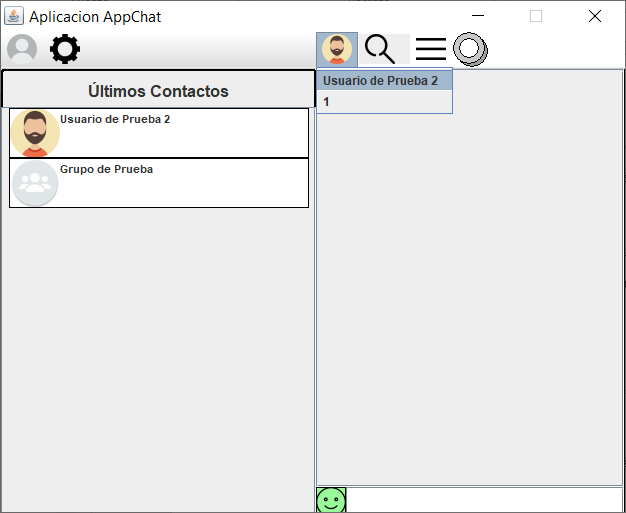 Aplicacion AppChat
Últimos Contactos
Usuario de Prueba 2
Grupo de Prueba
Usuario de Prueba 2
1